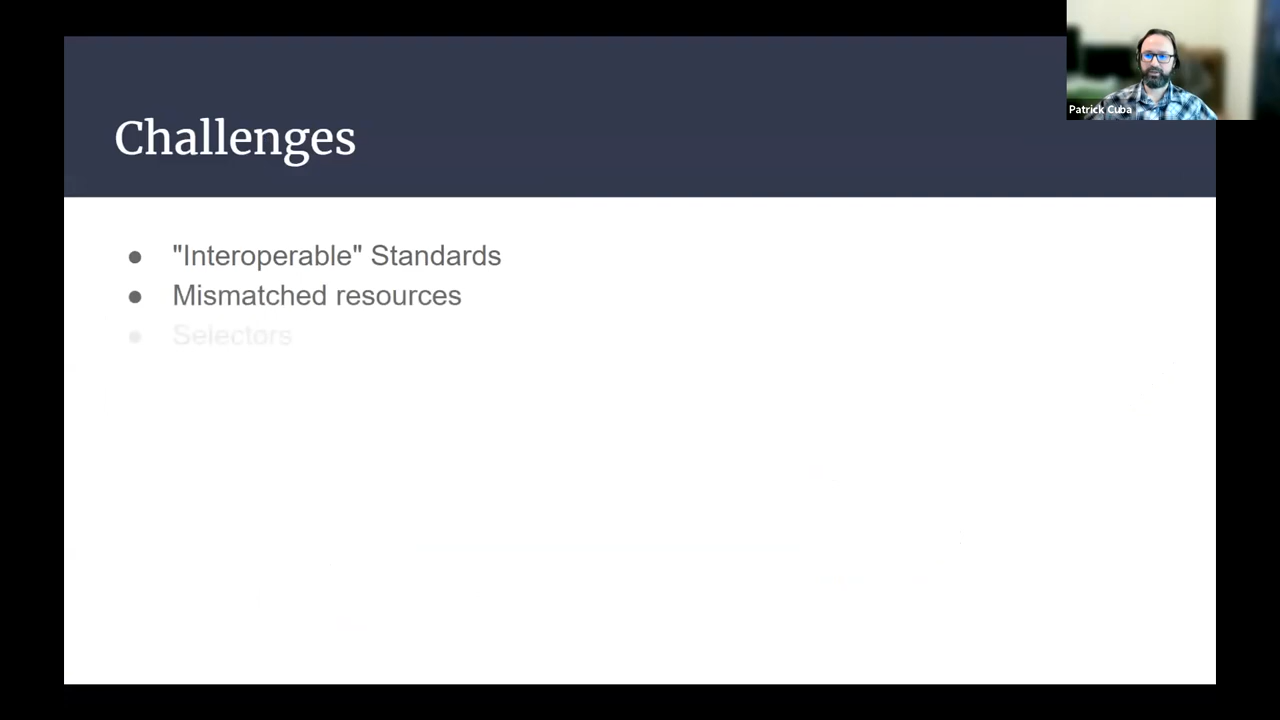 Patrick Cuba
Challenges
● "Interoperable" Standards
● Mismatched resources
● Selectors